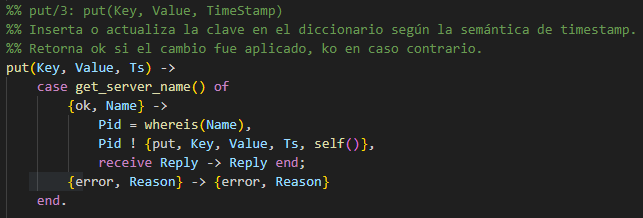 %% put/3: put(Key, Value, TimeStamp)
%% Inserta o actualiza la clave en el diccionario según la semántica de timestamp.
%% Retorna ok si el cambio fue aplicado, ko en caso contrario.
put(Key, Value, Ts) ->
    case get_server_name() of
        {ok, Name} ->
            Pid = whereis(Name),
            Pid ! {put, Key, Value, Ts, self()},
            receive Reply -> Reply end;
        {error, Reason} -> {error, Reason}
    end.